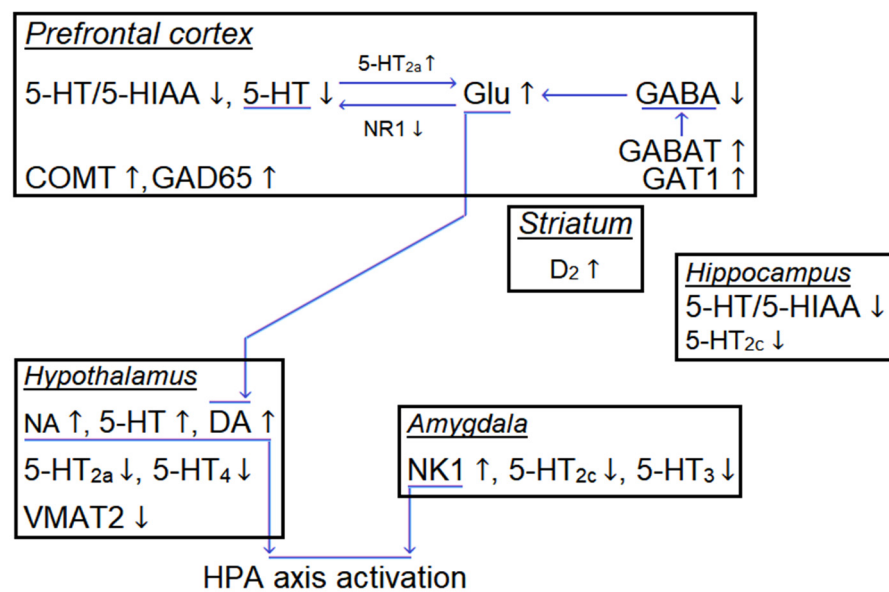 Prefrontal cortex
5-HT2a ↑
5-HT/5-HIAA ↓, 5-HT ↓ Glu ↑ GABA ↓
NR1 ↓
GABAT ↑
COMT ↑, GAD65 ↑ GAT1 ↑
Striatum
D2 ↑
Hippocampus
5-HT/5-HIAA ↓
5-HT2c ↓
Hypothalamus
NA ↑, 5-HT ↑, DA ↑
5-HT2a ↓, 5-HT4 ↓
VMAT2 ↓
Amygdala
NK1 ↑, 5-HT2c ↓, 5-HT3 ↓
HPA axis activation